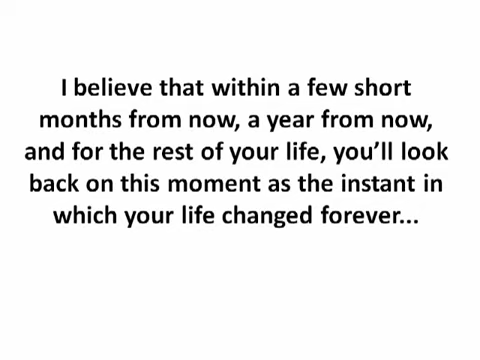 I believe that within a few short
months from now, a year from now,
and for the rest of your life, you’ll look
back on this moment as the instant in
which your life changed forever...